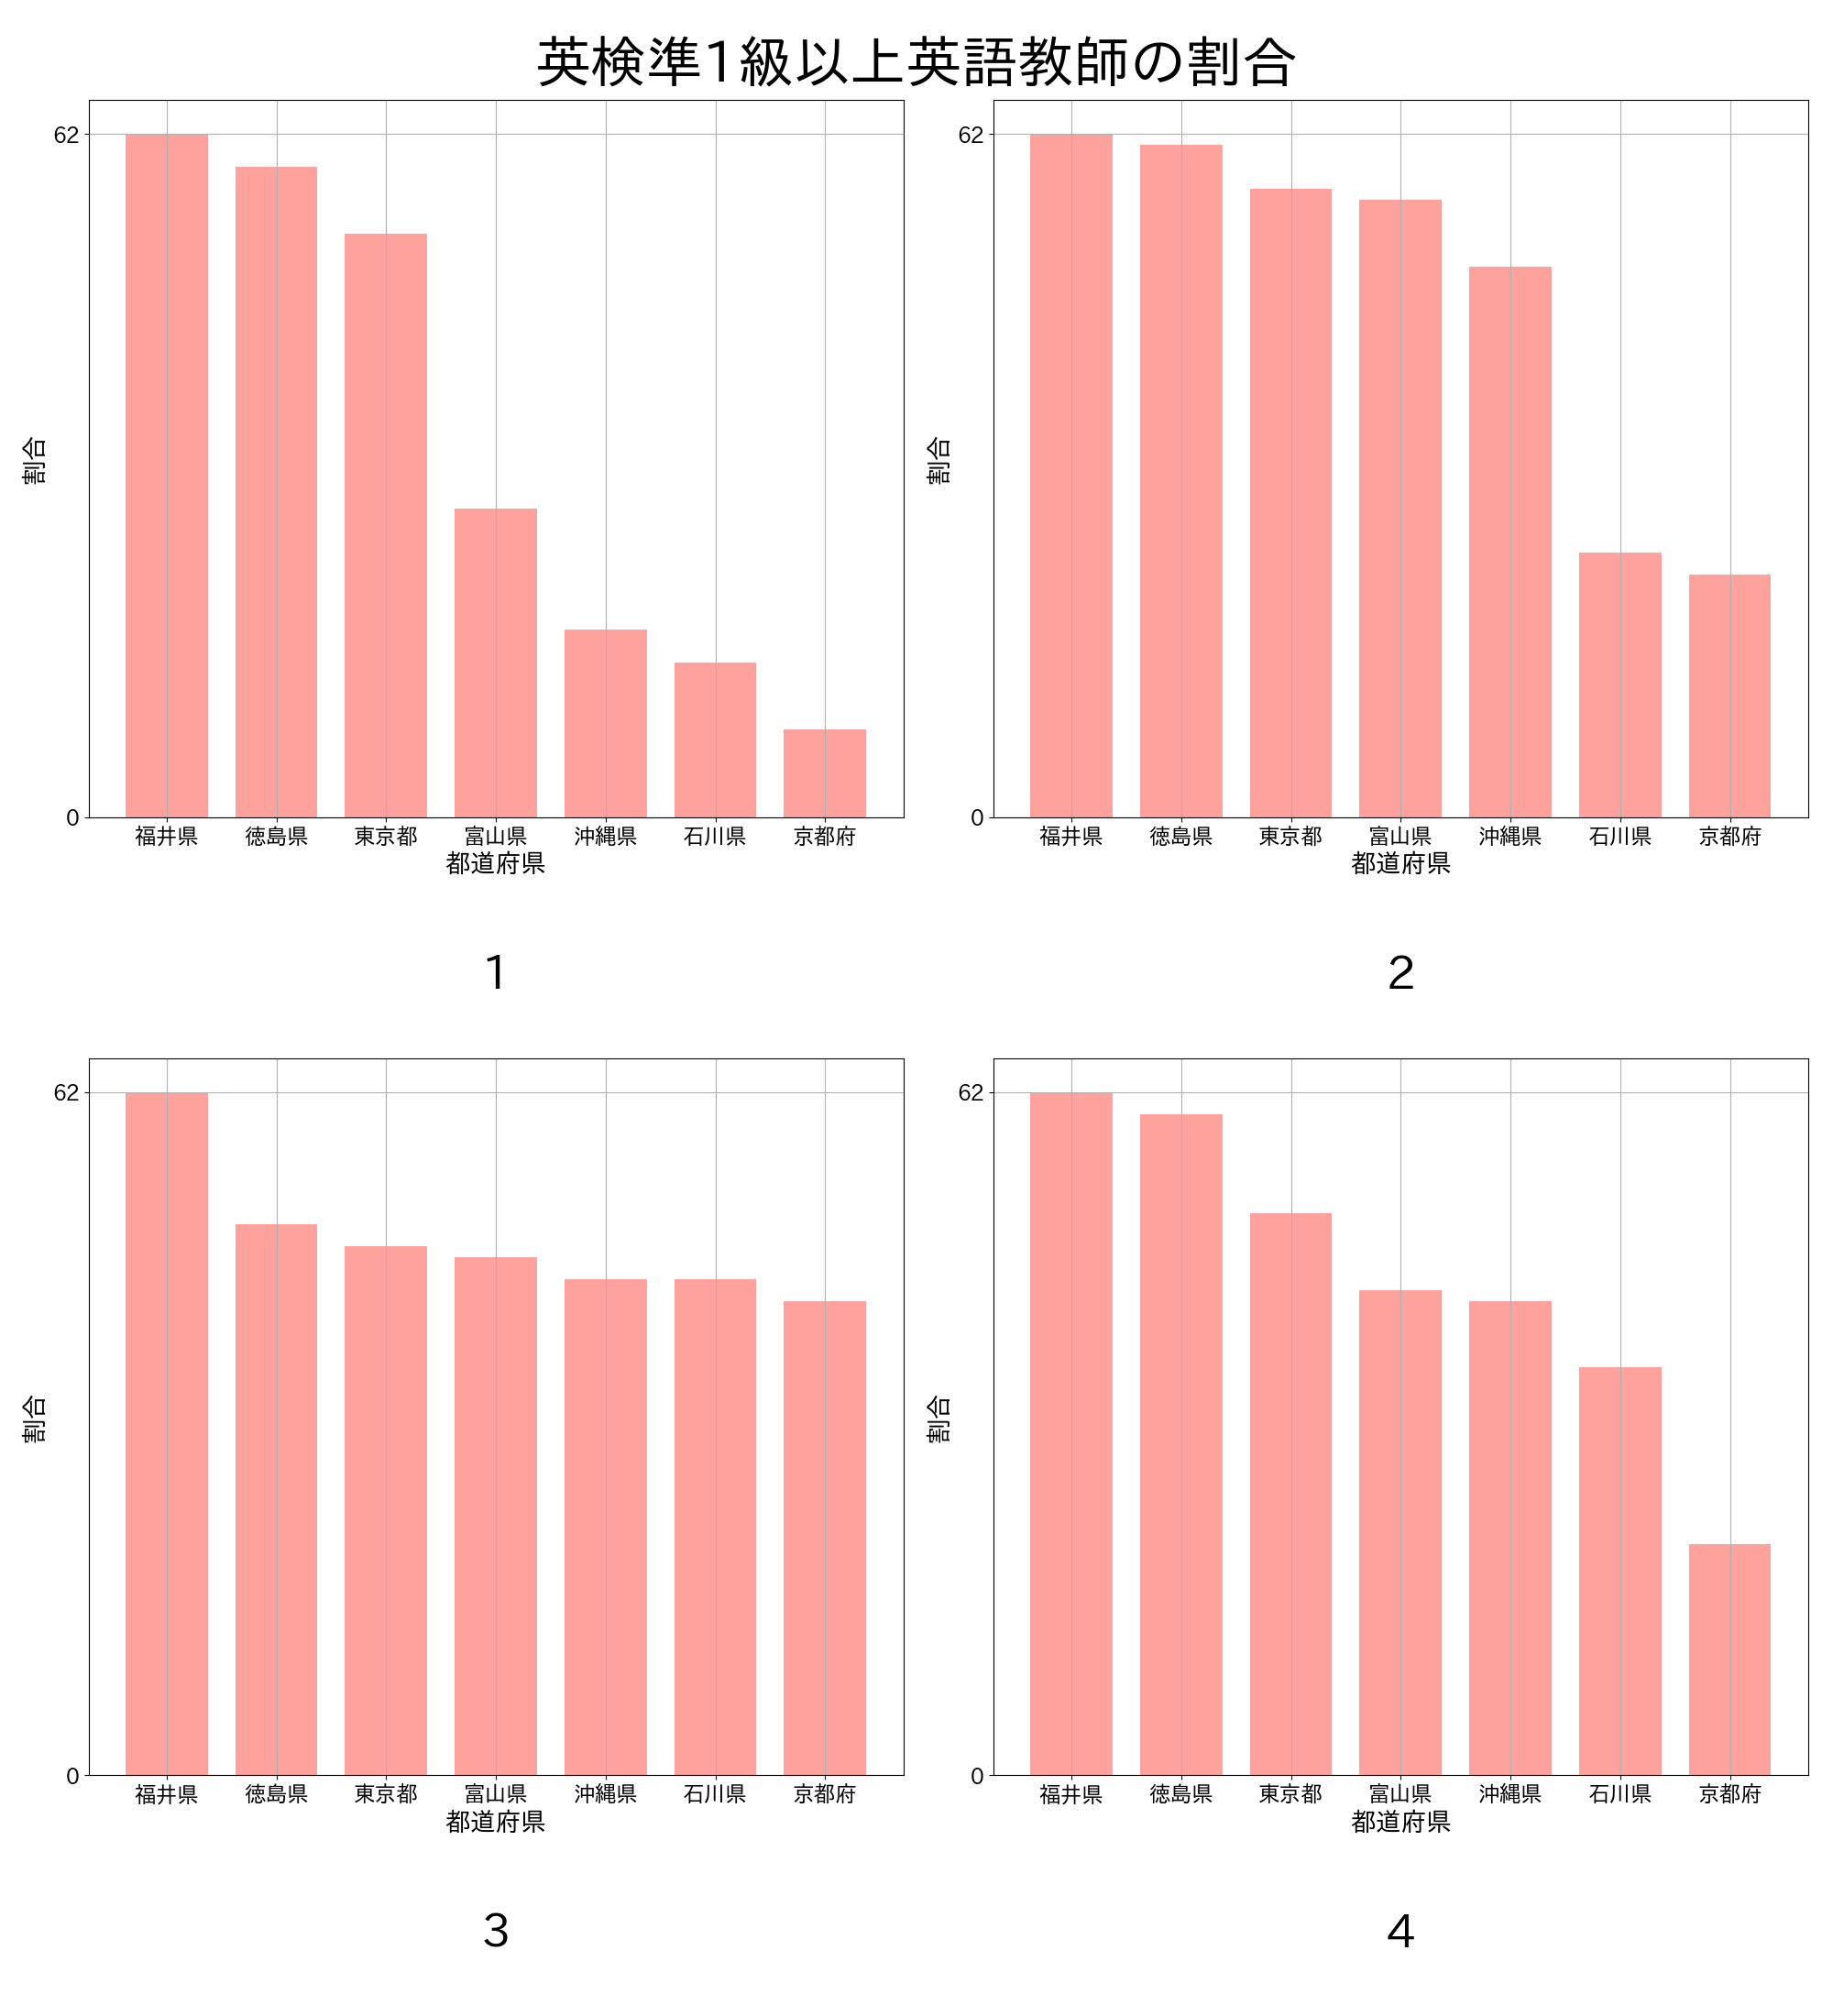 英検準1級以上英語教師の割合
62
0
割合
福井県 徳島県 東京都 富山県 沖縄県 石川県 京都府
都道府県
1
62
0
割合
福井県 徳島県 東京都 富山県 沖縄県 石川県 京都府
都道府県
2
62
0
割合
福井県 徳島県 東京都 富山県 沖縄県 石川県 京都府
都道府県
3
62
0
割合
福井県 徳島県 東京都 富山県 沖縄県 石川県 京都府
都道府県
4